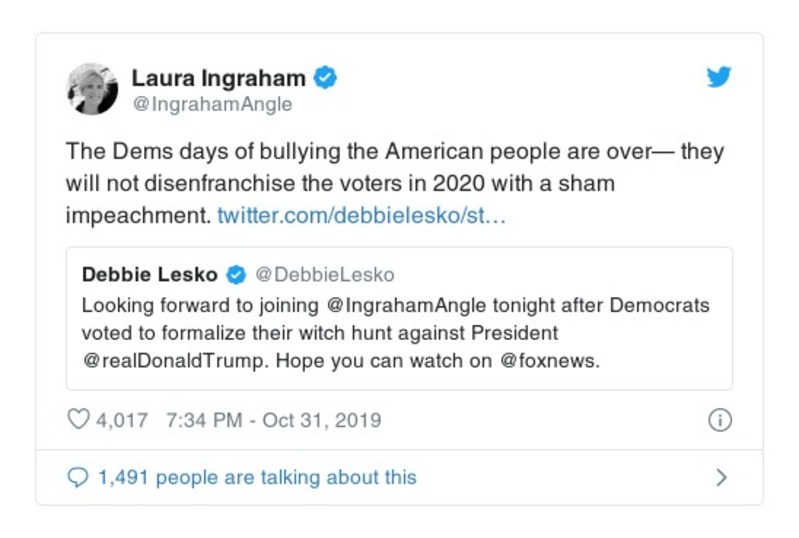 Laura Ingraham
@IngrahamAngle
The Dems days of bullying the American people are over— they
will not disenfranchise the voters in 2020 with a sham
impeachment. twitter.com/debbielesko/st…
Debbie Lesko @DebbieLesko
Looking forward to joining @IngrahamAngle tonight after Democrats
voted to formalize their witch hunt against President
@realDonaldTrump. Hope you can watch on @foxnews.
4,017 7:34 PM - Oct 31, 2019
1,491 people are talking about this